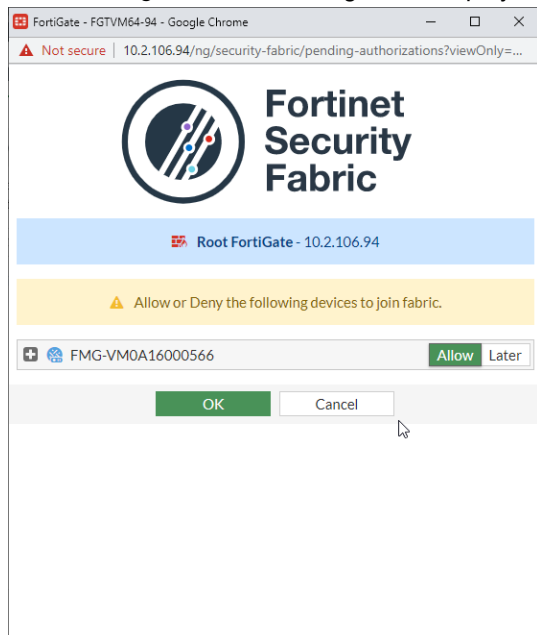 FortiGate - FGTVM64-94 - Google Chrome
Not secure | 10.2.106.94/ng/security-fabric/pending-authorizations?viewOnly=...
Fortinet
Security
Fabric
Root FortiGate - 10.2.106.94
Allow or Deny the following devices to join fabric.
FMG-VM0A16000566 Allow Later
OK Cancel